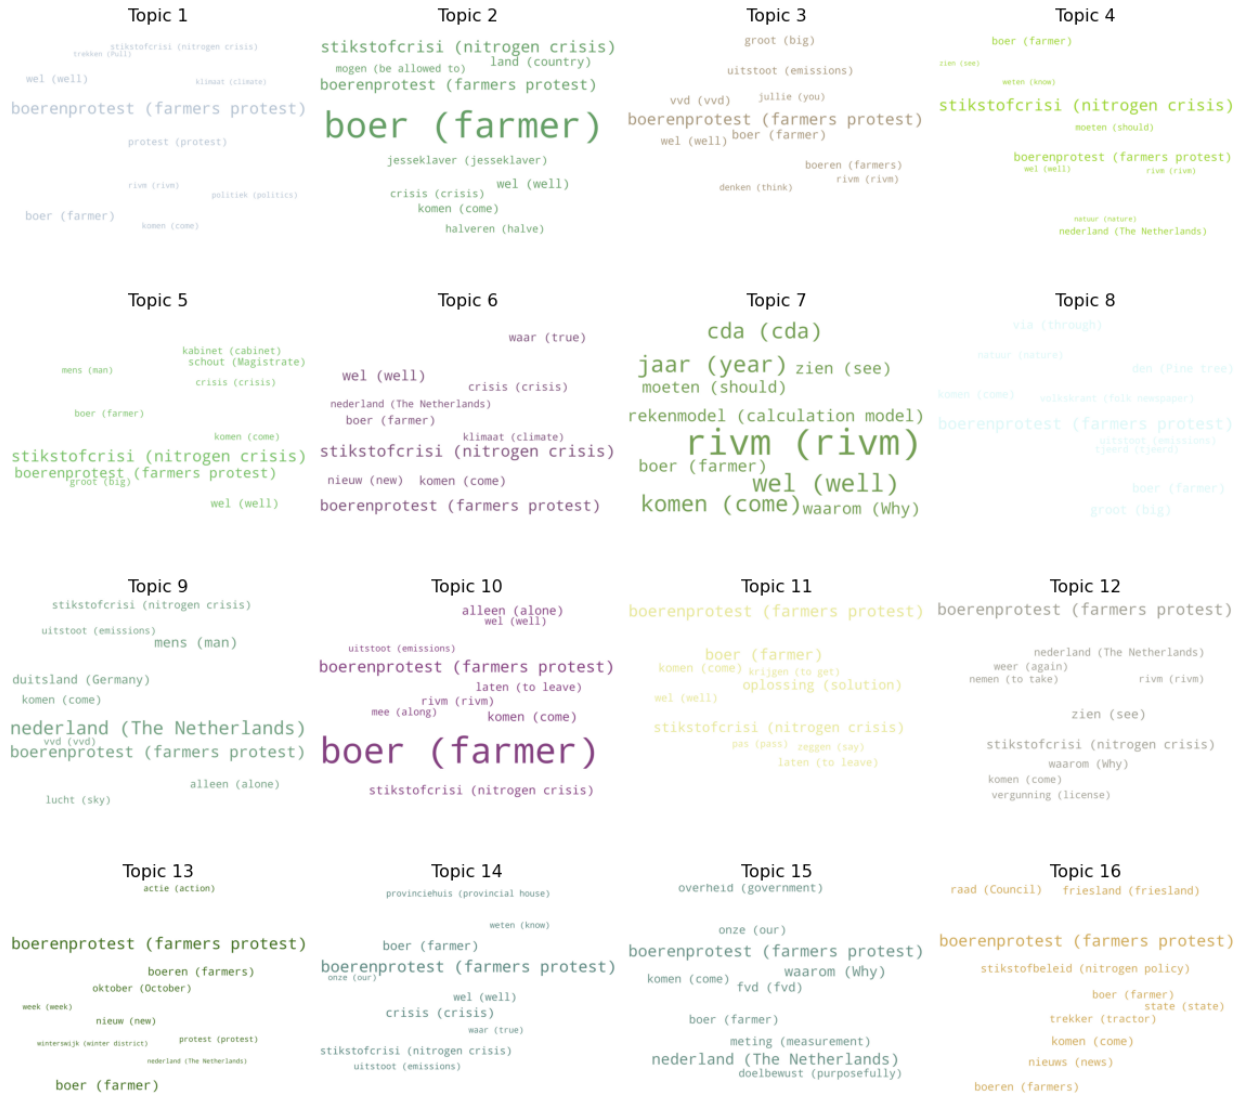 Topic 1
stikstofcrisi (nitrogen crisis)
trekken (Pull)
wel (well)
klimaat (climate)
boerenprotest (farmers protest)
protest (protest)
rivm (rivm)
politiek (politics)
boer (farmer)
komen (come)
Topic 2
stikstofcrisi (nitrogen crisis)
land (country)
mogen (be allowed to)
boerenprotest (farmers protest)
boer (farmer)
jesseklaver (jesseklaver)
wel (well)
crisis (crisis)
komen (come)
halveren (halve)
Topic 3
groot (big)
uitstoot (emissions)
jullie (you)
vvd (vvd)
boerenprotest (farmers protest)
boer (farmer)
wel (well)
boeren (farmers)
rivm (rivm)
denken (think)
Topic 4
boer (farmer)
zien (see)
weten (know)
stikstofcrisi (nitrogen crisis)
moeten (should)
boerenprotest (farmers protest)
wel (well)
rivm (rivm)
natuur (nature)
nederland (The Netherlands)
Topic 5
kabinet (cabinet)
schout (Magistrate)
mens (man)
crisis (crisis)
boer (farmer)
komen (come)
stikstofcrisi (nitrogen crisis)
boerenprotest (farmers protest)
groot (big)
wel (well)
Topic 6
waar (true)
wel (well)
crisis (crisis)
nederland (The Netherlands)
boer (farmer)
klimaat (climate)
stikstofcrisi (nitrogen crisis)
nieuw (new)
komen (come)
boerenprotest (farmers protest)
Topic 7
cda (cda)
jaar (year)
zien (see)
moeten (should)
rekenmodel (calculation model)
rivm (rivm)
boer (farmer)
wel (well)
komen (come)
waarom (Why)
Topic 8
via (through)
natuur (nature)
den (Pine tree)
komen (come)
volkskrant (folk newspaper)
boerenprotest (farmers protest)
uitstoot (emissions)
tjeerd (tjeerd)
boer (farmer)
groot (big)
Topic 9
stikstofcrisi (nitrogen crisis)
uitstoot (emissions)
mens (man)
duitsland (Germany)
komen (come)
nederland (The Netherlands)
vvd (vvd)
boerenprotest (farmers protest)
alleen (alone)
lucht (sky)
Topic 10
alleen (alone)
wel (well)
uitstoot (emissions)
boerenprotest (farmers protest)
laten (to leave)
rivm (rivm)
mee (along)
komen (come)
boer (farmer)
stikstofcrisi (nitrogen crisis)
Topic 11
boerenprotest (farmers protest)
boer (farmer)
komen (come)
krijgen (to get)
oplossing (solution)
wel (well)
stikstofcrisi (nitrogen crisis)
pas (pass)
zeggen (say)
laten (to leave)
Topic 12
boerenprotest (farmers protest)
nederland (The Netherlands)
weer (again)
nemen (to take)
rivm (rivm)
zien (see)
stikstofcrisi (nitrogen crisis)
waarom (Why)
komen (come)
vergunning (license)
Topic 13
actie (action)
boerenprotest (farmers protest)
boeren (farmers)
oktober (October)
week (week)
nieuw (new)
protest (protest)
winterswijk (winter district)
nederland (The Netherlands)
boer (farmer)
Topic 14
provinciehuis (provincial house)
weten (know)
boer (farmer)
boerenprotest (farmers protest)
onze (our)
wel (well)
crisis (crisis)
waar (true)
stikstofcrisi (nitrogen crisis)
uitstoot (emissions)
Topic 15
overheid (government)
onze (our)
boerenprotest (farmers protest)
waarom (Why)
komen (come)
fvd (fvd)
boer (farmer)
meting (measurement)
nederland (The Netherlands)
doelbewust (purposefully)
Topic 16
raad (Council)
friesland (friesland)
boerenprotest (farmers protest)
stikstofbeleid (nitrogen policy)
boer (farmer)
state (state)
trekker (tractor)
komen (come)
nieuws (news)
boeren (farmers)